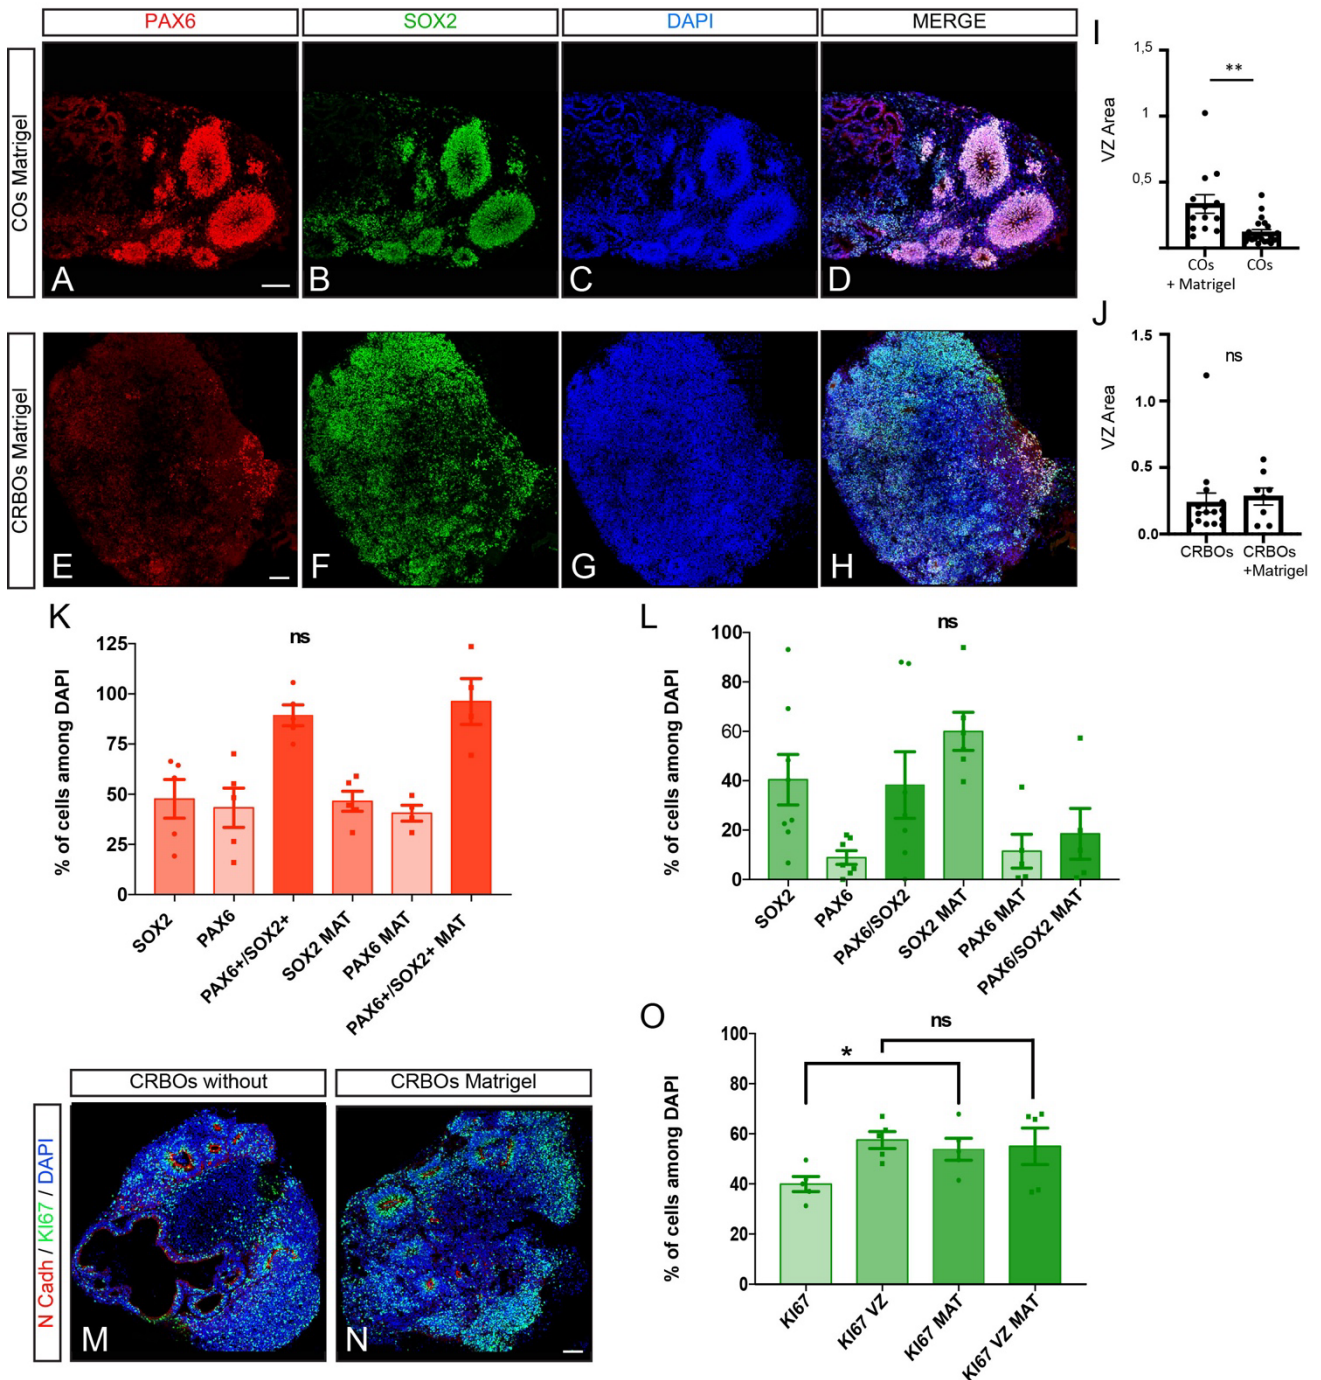 PAX6
SOX2
DAPI
MERGE
COs Matrigel
A
B
C
D
I
1,5
1
0,5
0
VZ Area
**
COs
+ Matrigel
COs
CRBOs Matrigel
E
F
G
H
J
1.5
1.0
0.5
0.0
VZ Area
ns
CRBOs
CRBOs
+Matrigel
K
ns
125
100
75
50
25
0
% of cells among DAPI
SOX2
PAX6
PAX6+/SOX2+
SOX2 MAT
PAX6 MAT
PAX6+/SOX2+ MAT
L
ns
100
80
60
40
20
0
% of cells among DAPI
SOX2
PAX6
PAX6/SOX2
SOX2 MAT
PAX6 MAT
PAX6/SOX2 MAT
CRBOs without
CRBOs Matrigel
N Cadh / KI67 / DAPI
M
N
O
100
80
60
40
20
0
% of cells among DAPI
*
ns
KI67
KI67 VZ
KI67 MAT
KI67 VZ MAT